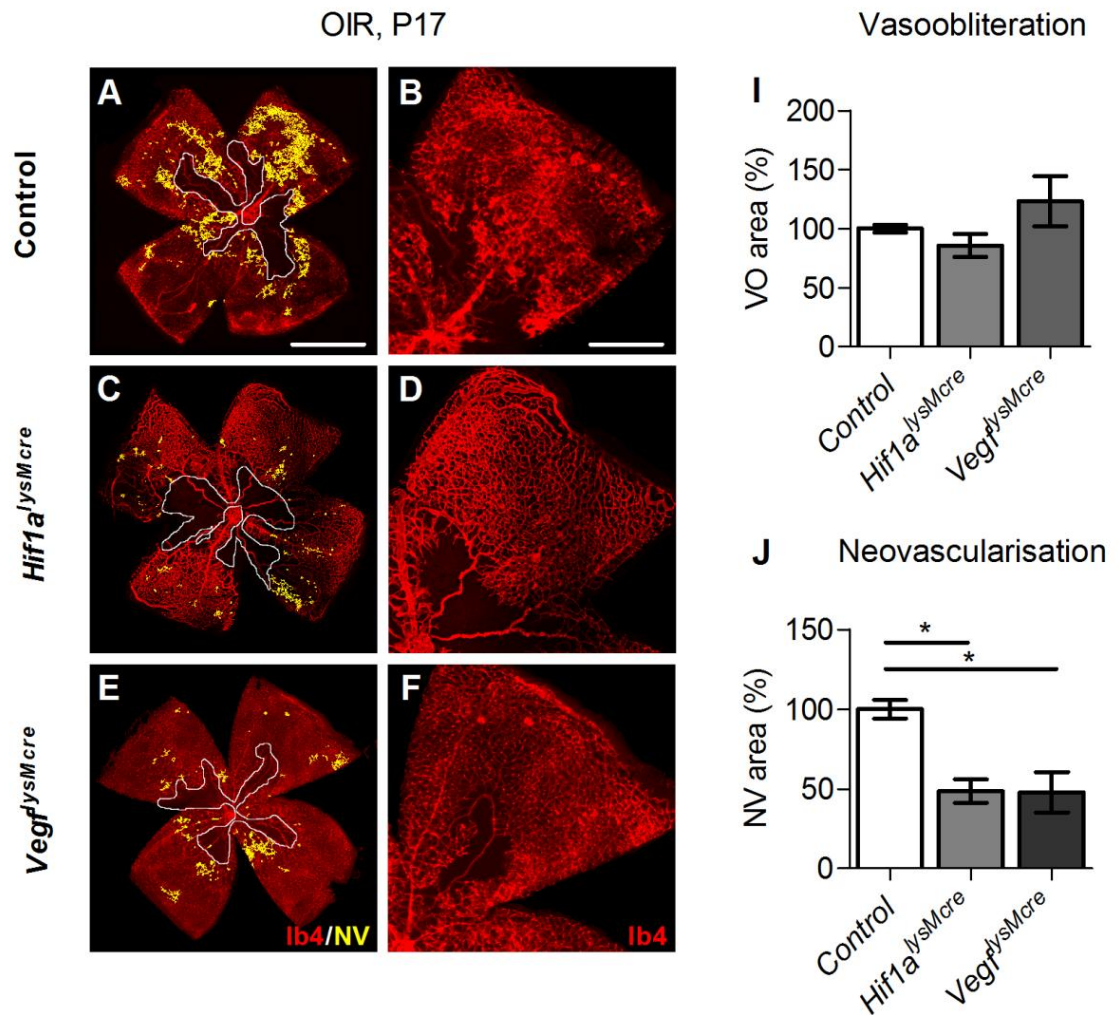 OIR, P17
Vasoobliteration
Control
Hif1a^lysMcre
Vegf^lysMcre
A
B
C
D
E
F
Ib4/NV
Ib4
I
VO area (%)
200
150
100
50
0
Control
Hif1a^lysMcre
Vegf^lysMcre
J
Neovascularisation
NV area (%)
150
100
50
0
*
*
Control
Hif1a^lysMcre
Vegf^lysMcre